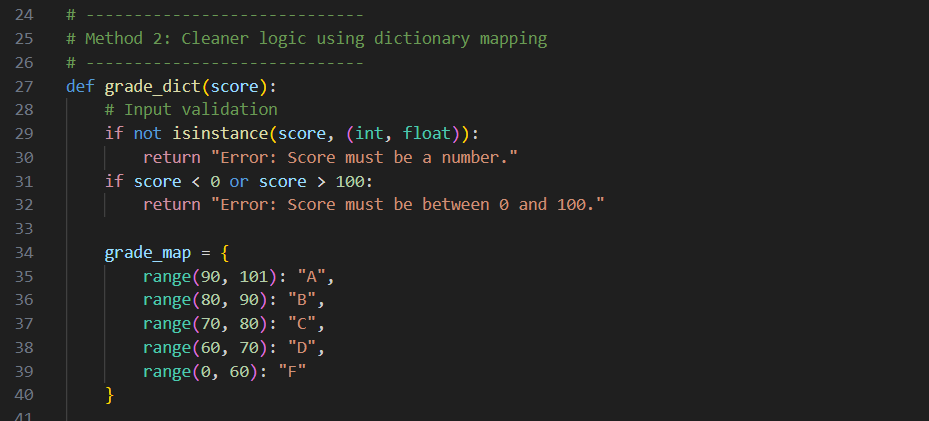 24 # -----------------------------
25 # Method 2: Cleaner logic using dictionary mapping
26 # -----------------------------
27 def grade_dict(score):
28     # Input validation
29     if not isinstance(score, (int, float)):
30         return "Error: Score must be a number."
31     if score < 0 or score > 100:
32         return "Error: Score must be between 0 and 100."
33
34     grade_map = {
35         range(90, 101): "A",
36         range(80, 90): "B",
37         range(70, 80): "C",
38         range(60, 70): "D",
39         range(0, 60): "F"
40     }
41